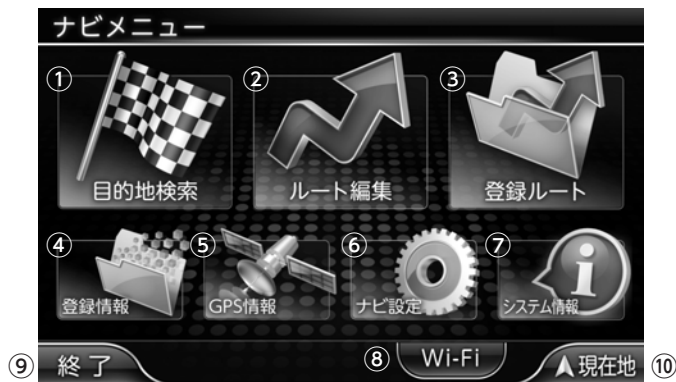 ナビメニュー
① ② ③
目的地検索 ルート編集 登録ルート
④ ⑤ ⑥ ⑦
登録情報 GPS情報 ナビ設定 システム情報
⑨ 終了 ⑧ Wi-Fi 現在地 ⑩